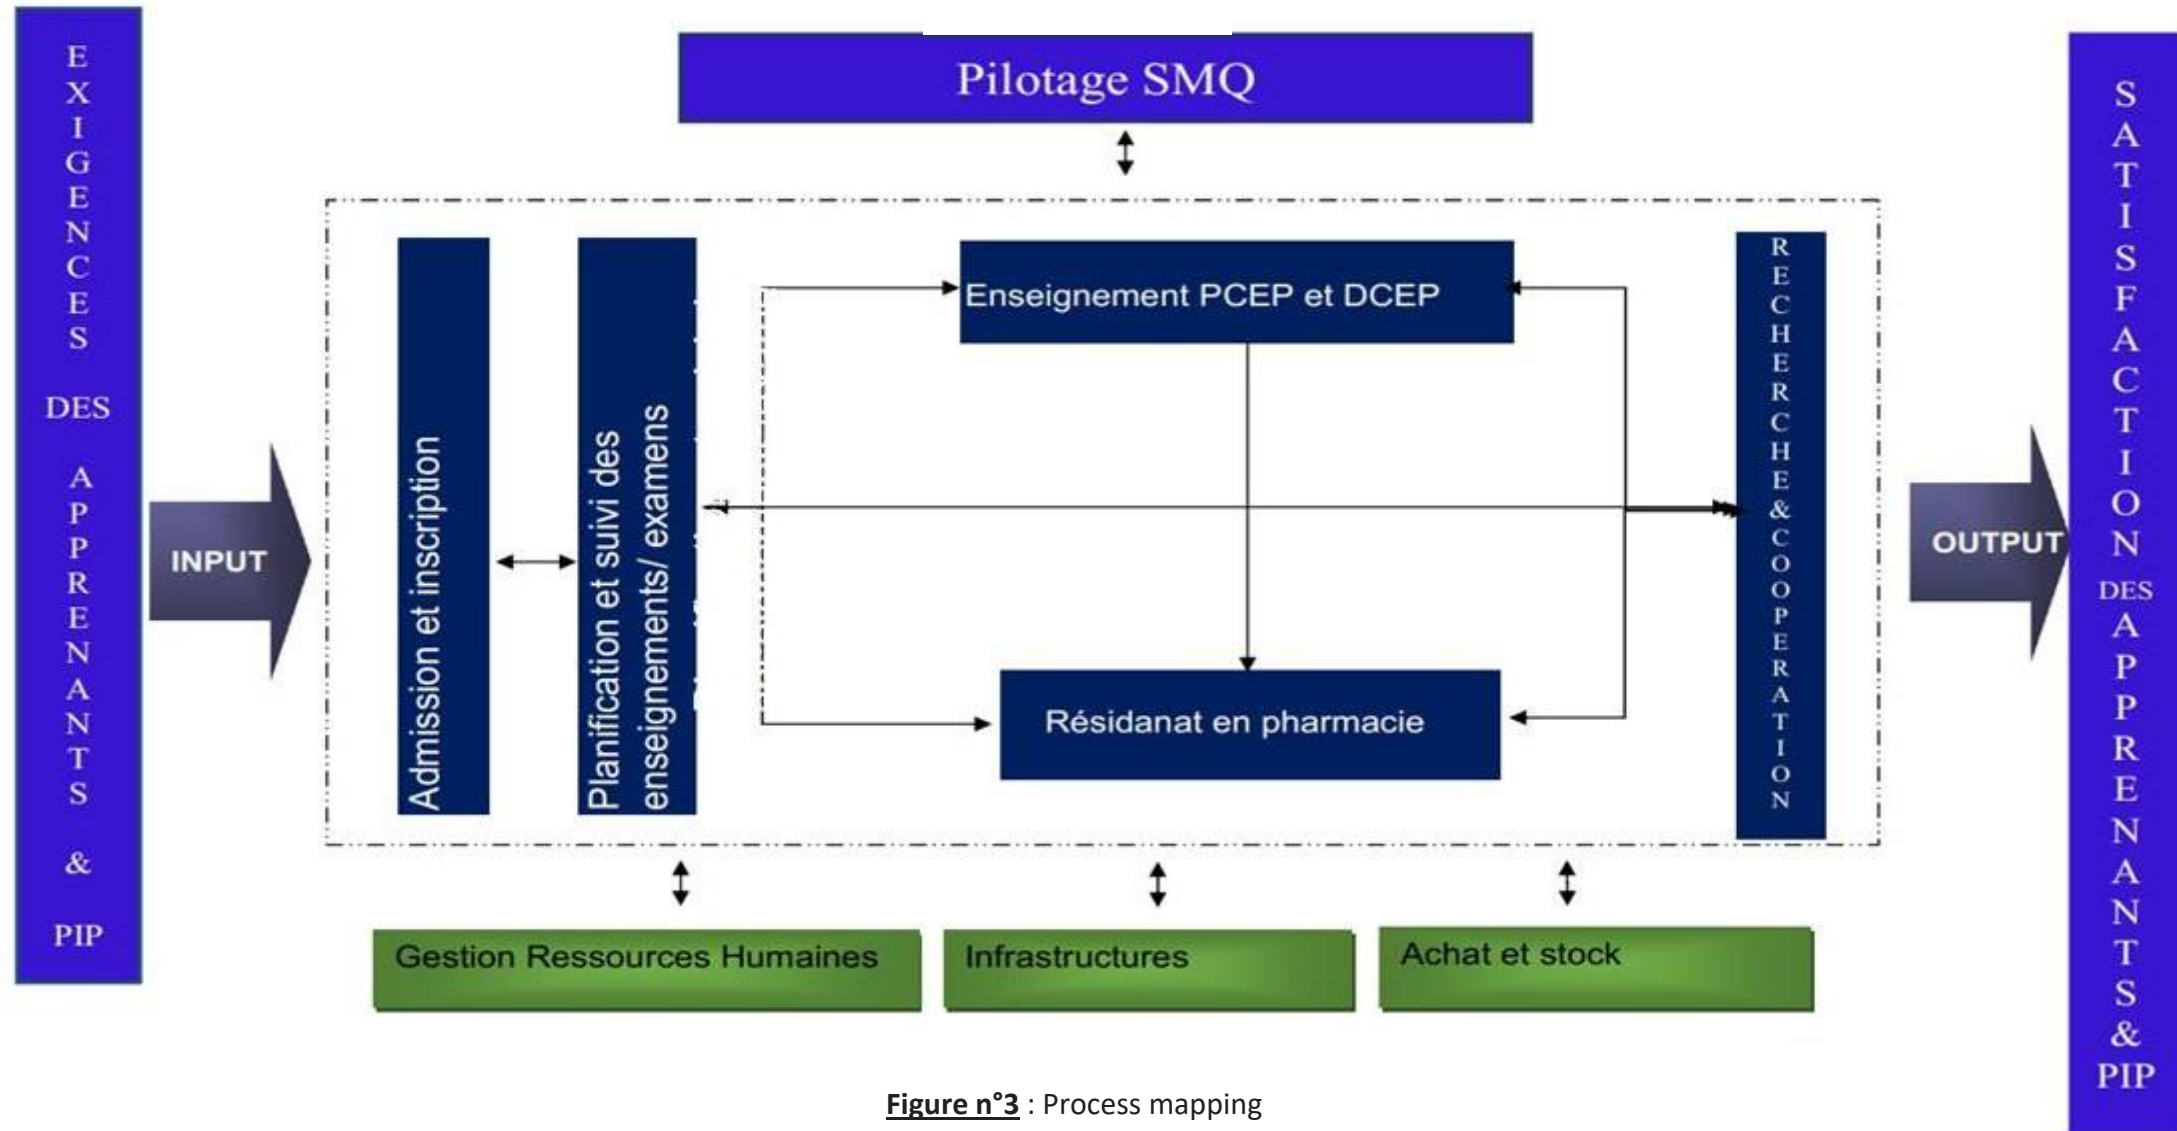 EXIGENCES
DES
APPRENANTS
&
PIP
INPUT
Pilotage SMQ
Admission et inscription
Planification et suivi des
enseignements/ examens
Enseignement PCEP et DCEP
Résidanat en pharmacie
RECHERCHE&COOPERATION
OUTPUT
SATISFACTION
DES
APPRENANTS&
PIP
Gestion Ressources Humaines
Infrastructures
Achat et stock
Figure n°3 : Process mapping